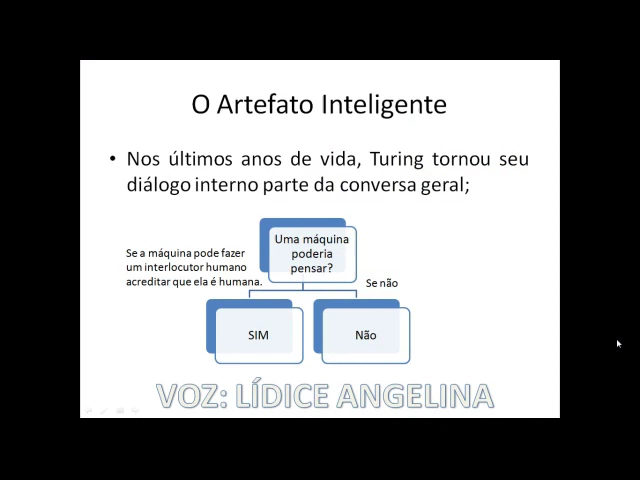 O Artefato Inteligente
• Nos últimos anos de vida, Turing tornou seu
diálogo interno parte da conversa geral;
Uma máquina
poderia
pensar?
Se a máquina pode fazer
um interlocutor humano
acreditar que ela é humana.
Se não
SIM
Não
VOZ: LÍDICE ANGELINA